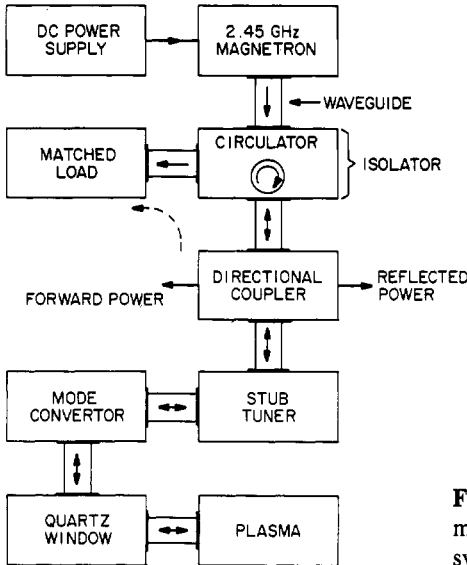 DC POWER
SUPPLY
2.45 GHz
MAGNETRON
WAVEGUIDE
MATCHED
LOAD
CIRCULATOR
ISOLATOR
FORWARD POWER
DIRECTIONAL
COUPLER
REFLECTED
POWER
MODE
CONVERTOR
STUB
TUNER
QUARTZ
WINDOW
PLASMA
F
m
sy